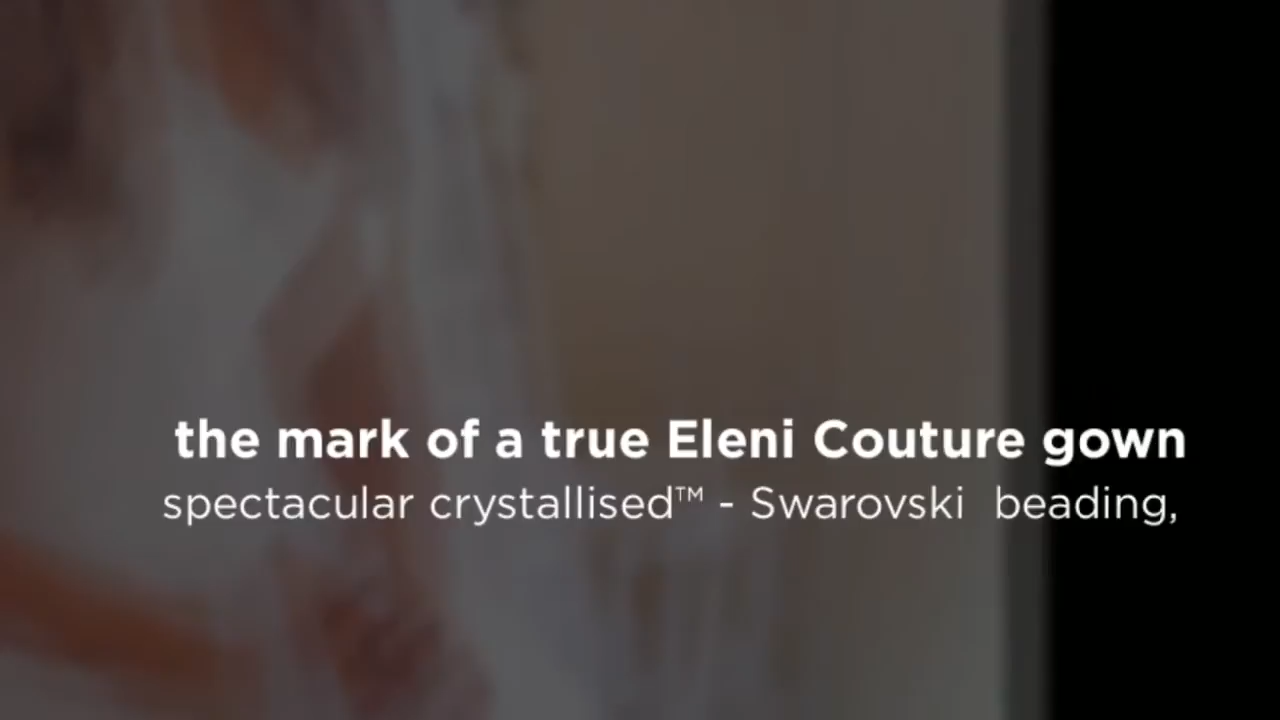 the mark of a true Eleni Couture gown
spectacular crystallised™ - Swarovski beading,